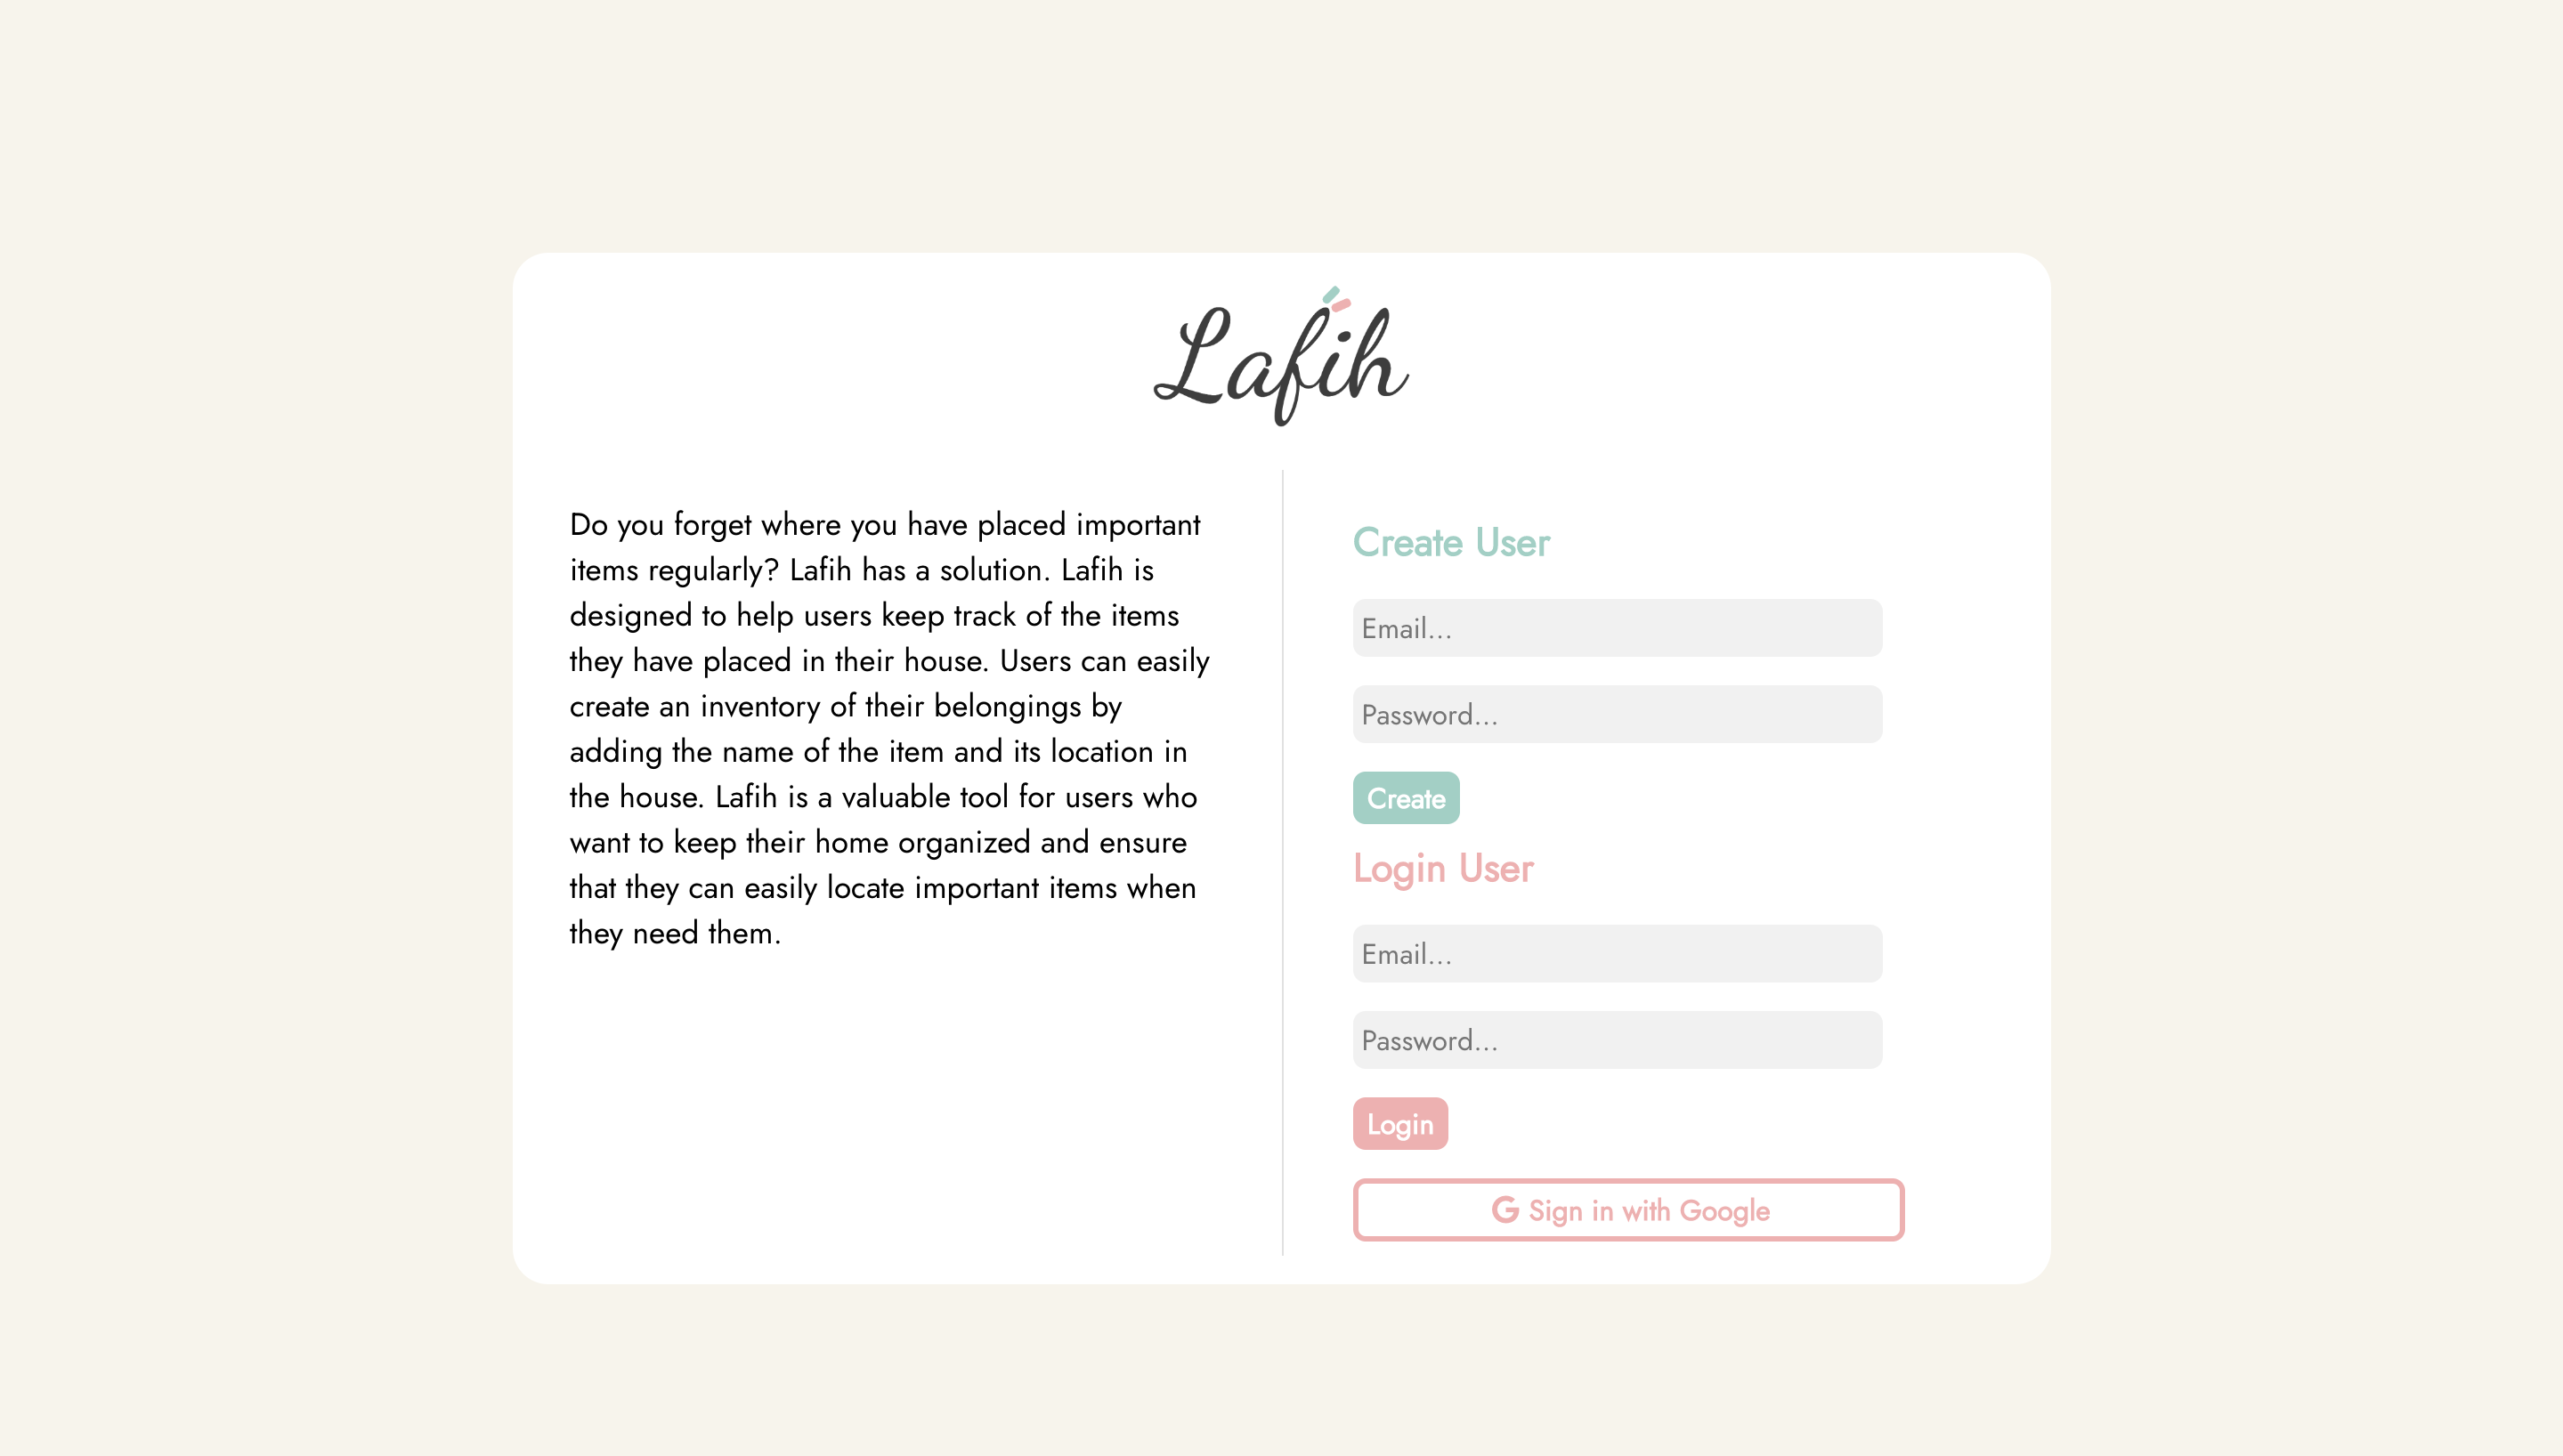 Lafih
Do you forget where you have placed important
items regularly? Lafih has a solution. Lafih is
designed to help users keep track of the items
they have placed in their house. Users can easily
create an inventory of their belongings by
adding the name of the item and its location in
the house. Lafih is a valuable tool for users who
want to keep their home organized and ensure
that they can easily locate important items when
they need them.
Create User
Email...
Password...
Create
Login User
Email...
Password...
Login
G Sign in with Google